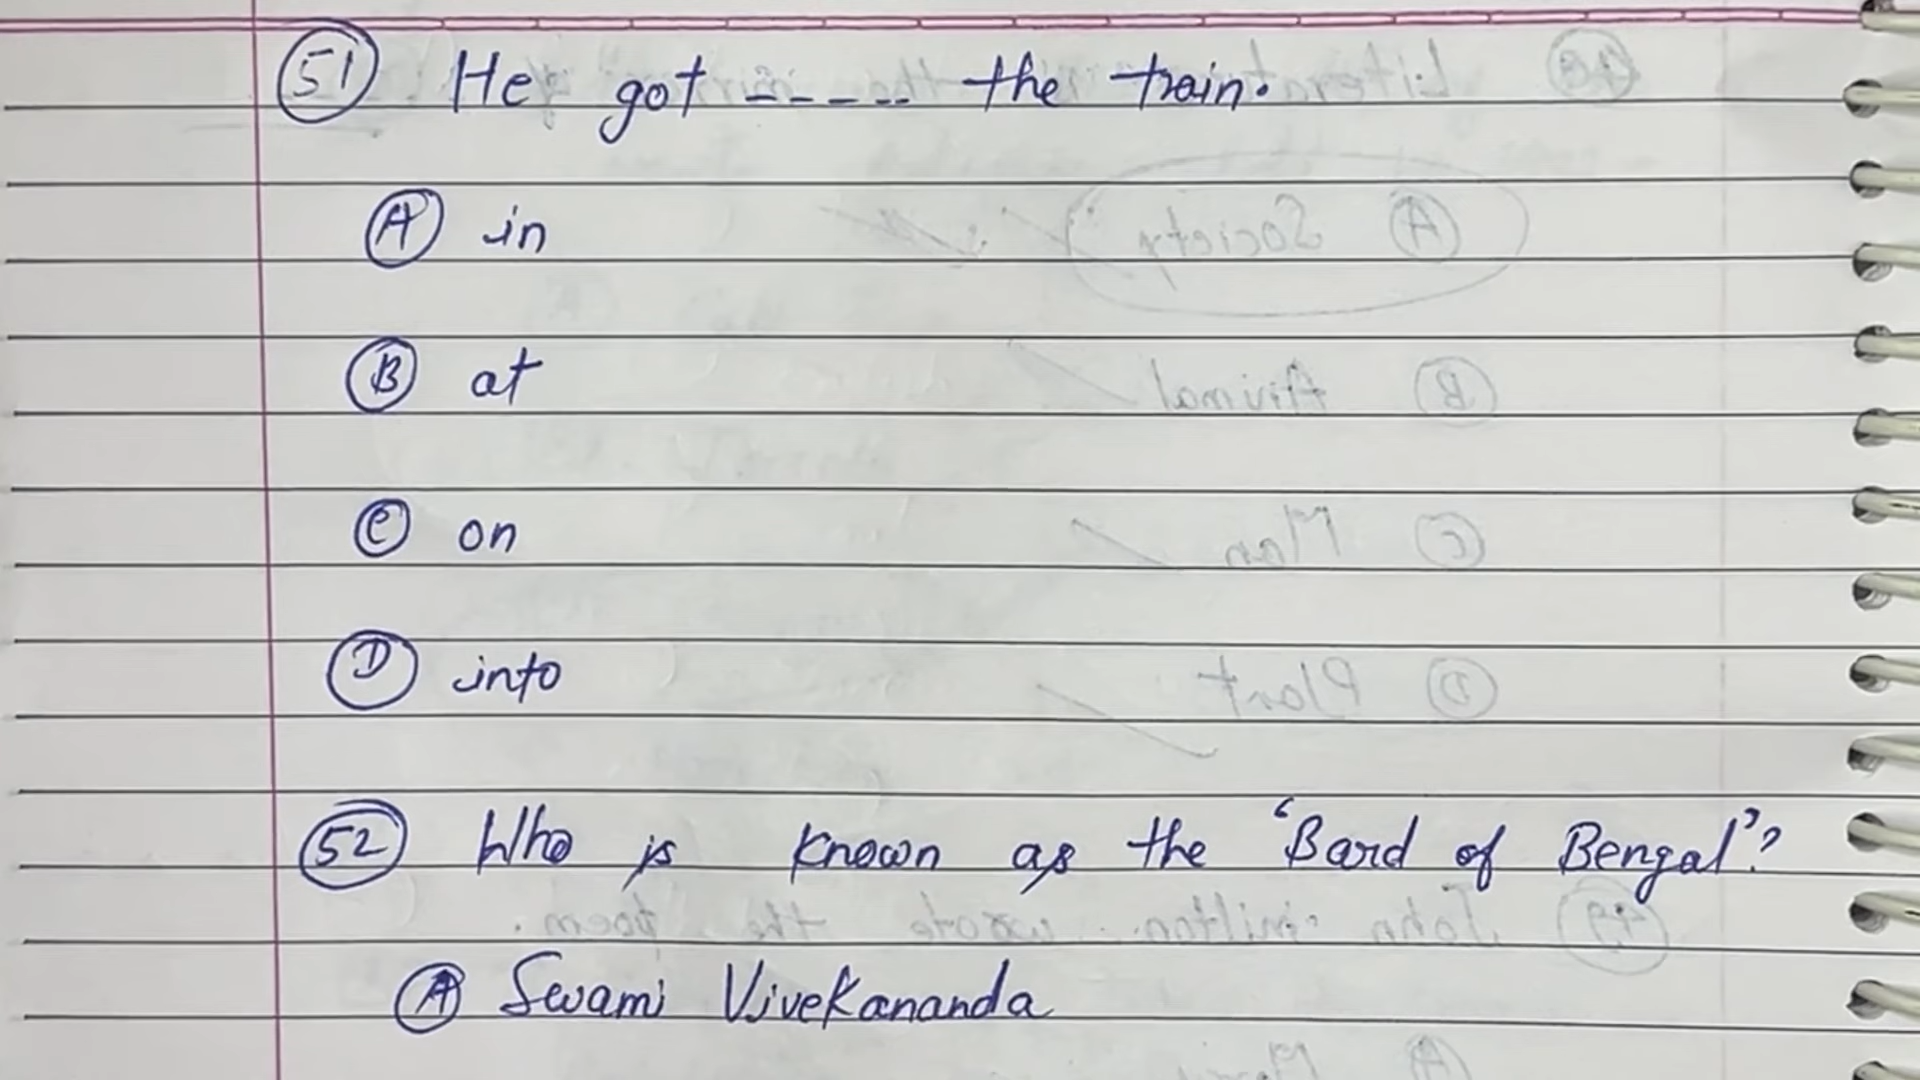 51 He got ----- the train.
A in
B at
C on
D into
52 Who is known as the 'Bard of Bengal'?
A Swami Vivekananda